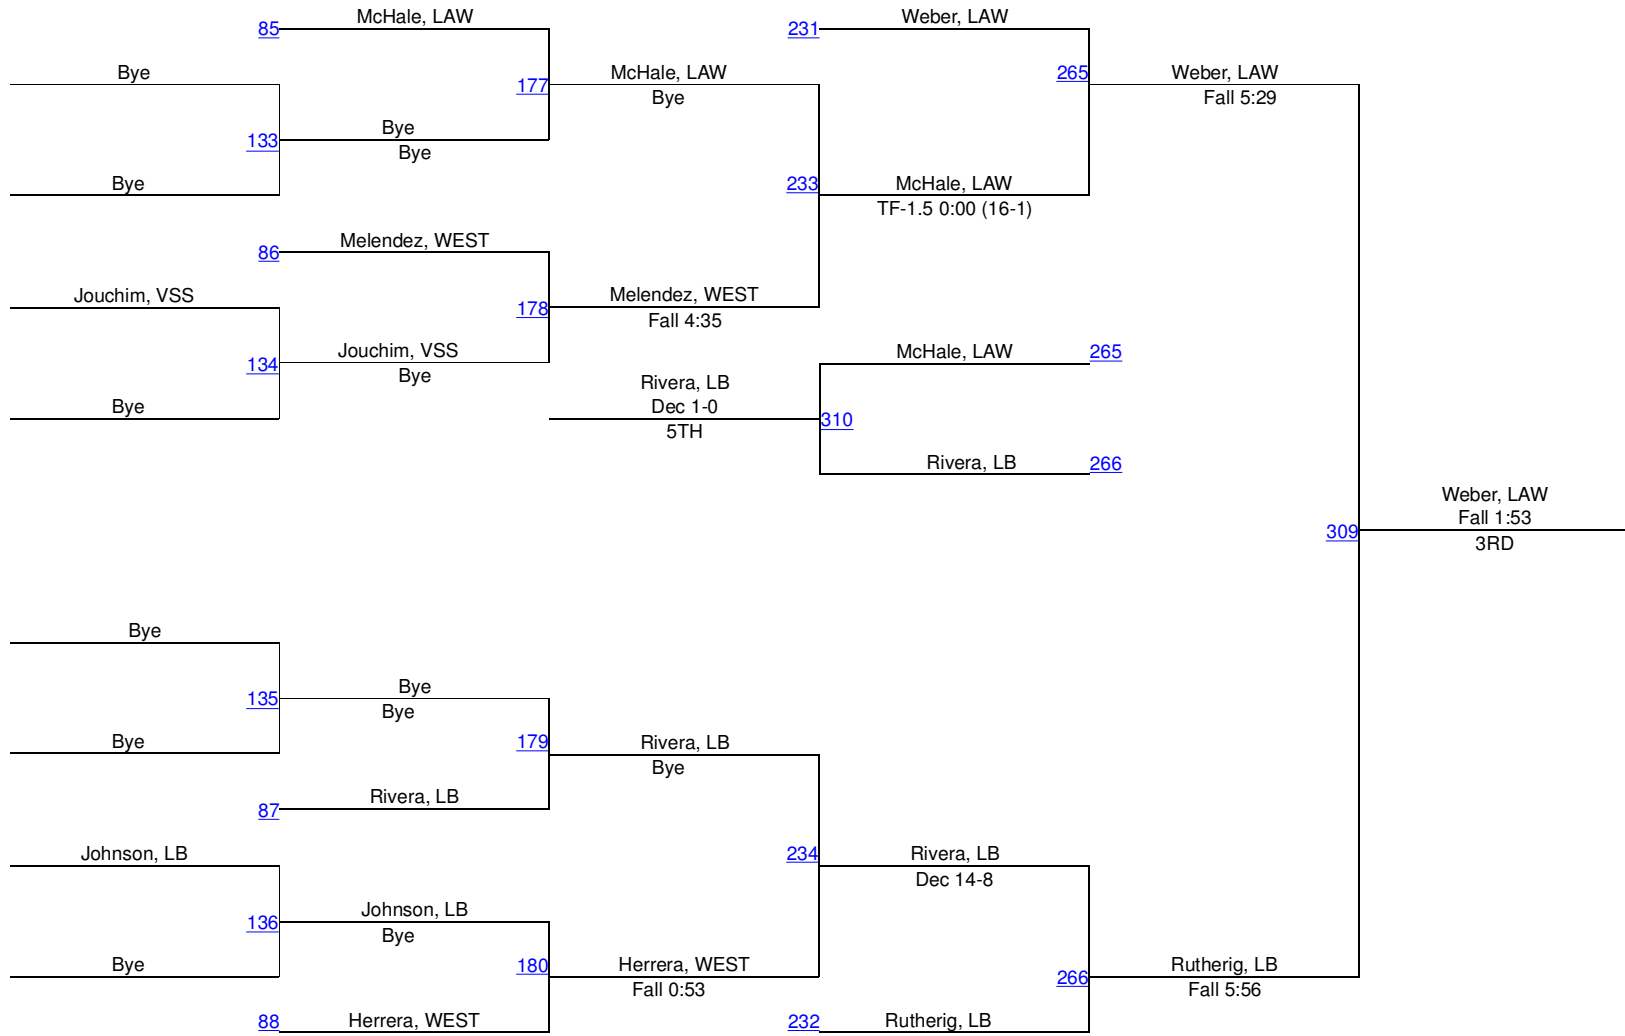 McHale, LAW
Weber, LAW
85
231
Bye
McHale, LAW
265
Weber, LAW
177
Bye
Fall 5:29
Bye
133
Bye
Bye
233
McHale, LAW
TF-1.5 0:00 (16-1)
Melendez, WEST
86
Jouchim, VSS
Melendez, WEST
178
Fall 4:35
Jouchim, VSS
McHale, LAW
265
134
Bye
Rivera, LB
Bye
Dec 1-0
310
5TH
Rivera, LB
266
Weber, LAW
Fall 1:53
309
3RD
Bye
Bye
135
Bye
Bye
179
Rivera, LB
Bye
Rivera, LB
87
Johnson, LB
234
Rivera, LB
Dec 14-8
Johnson, LB
136
Bye
Bye
180
Herrera, WEST
Rutherig, LB
266
Fall 0:53
Fall 5:56
88
Herrera, WEST
232
Rutherig, LB